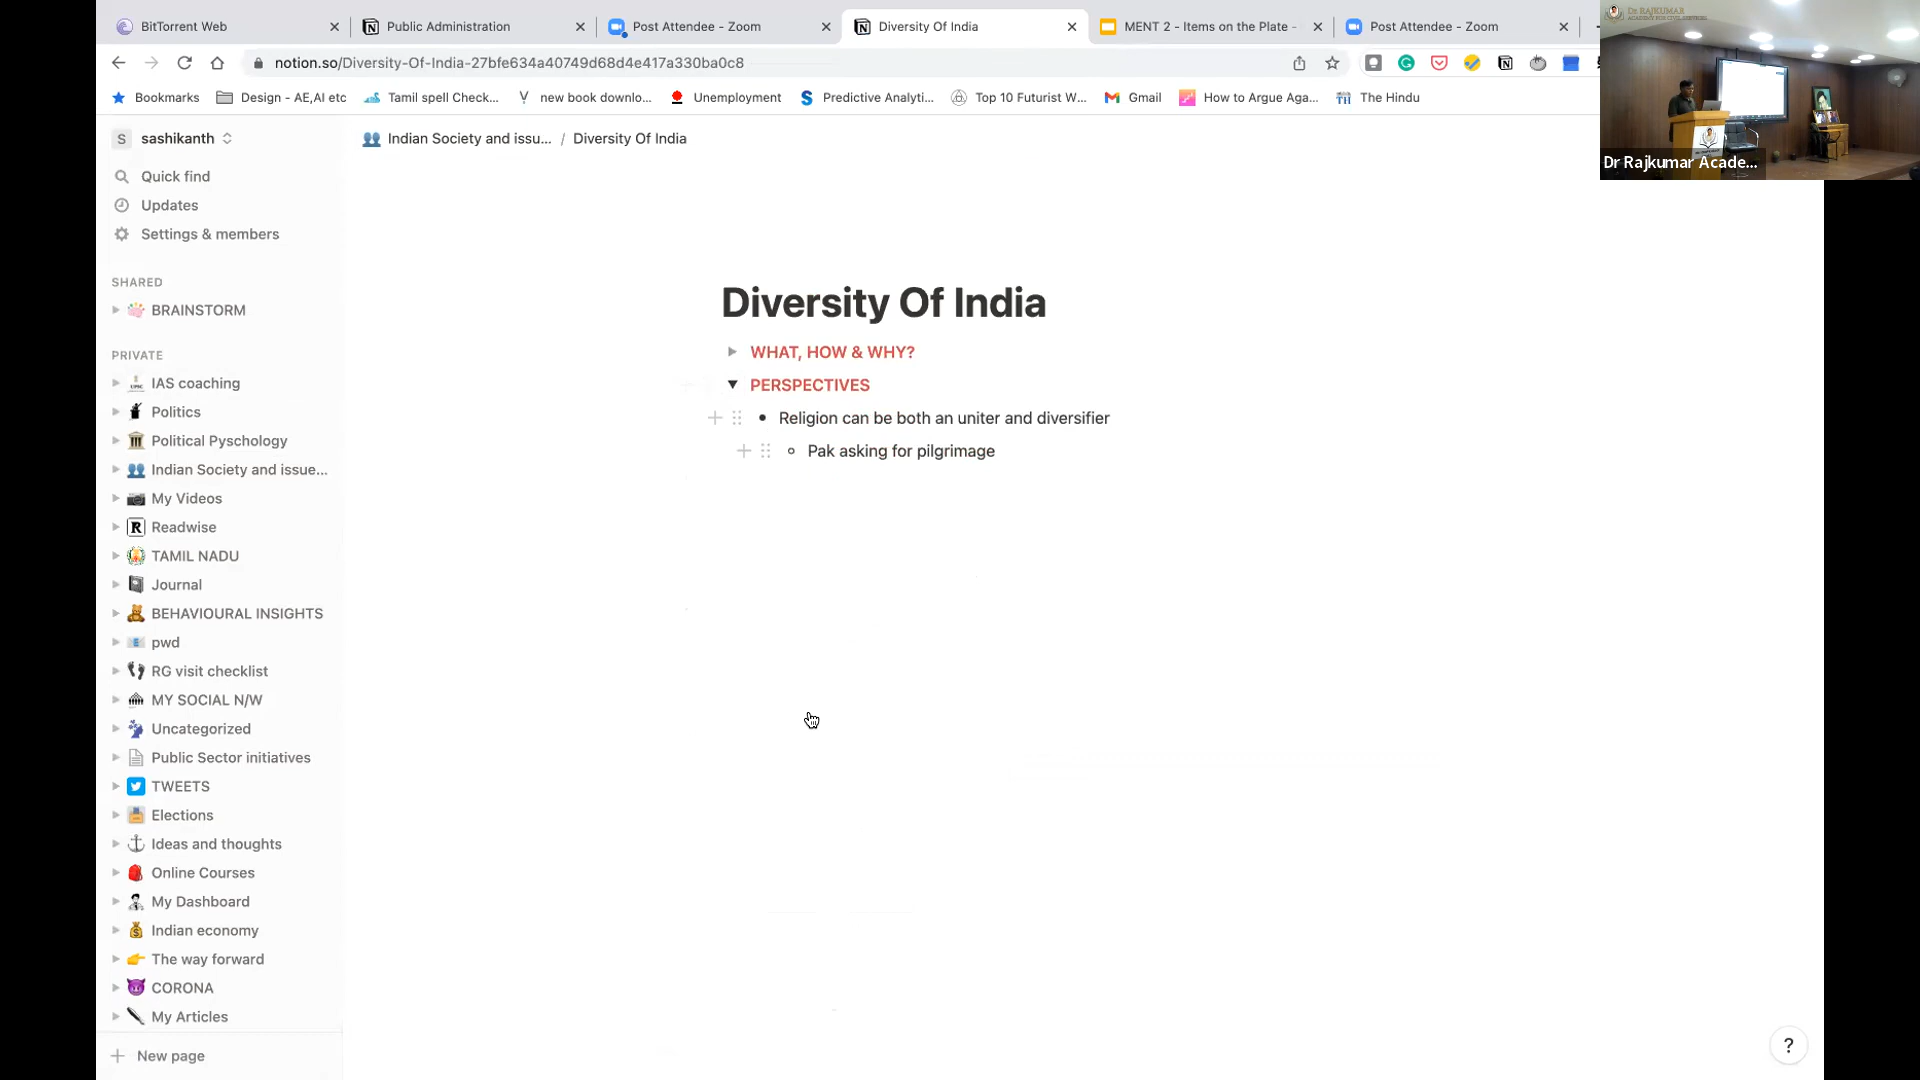 BitTorrent Web
Public Administration
Post Attendee - Zoom
Diversity Of India
MENT 2 - Items on the Plate -
Post Attendee - Zoom
notion.so/Diversity-Of-India-27bfe634a40749d68d4e417a330ba0c8
Bookmarks
Design - AE,AI etc
Tamil spell Check...
new book downlo...
Unemployment
Predictive Analyti...
Top 10 Futurist W...
Gmail
How to Argue Aga...
The Hindu
Dr RAJKUMAR
ACADEMY FOR CIVIL SERVICES
Dr Rajkumar Acade...
S sashikanth
Indian Society and issu... / Diversity Of India
Quick find
Updates
Settings & members
SHARED
BRAINSTORM
PRIVATE
IAS coaching
Politics
Political Pyschology
Indian Society and issue...
My Videos
Readwise
TAMIL NADU
Journal
BEHAVIOURAL INSIGHTS
pwd
RG visit checklist
MY SOCIAL N/W
Uncategorized
Public Sector initiatives
TWEETS
Elections
Ideas and thoughts
Online Courses
My Dashboard
Indian economy
The way forward
CORONA
My Articles
New page
Diversity Of India
WHAT, HOW & WHY?
PERSPECTIVES
Religion can be both an uniter and diversifier
Pak asking for pilgrimage
?